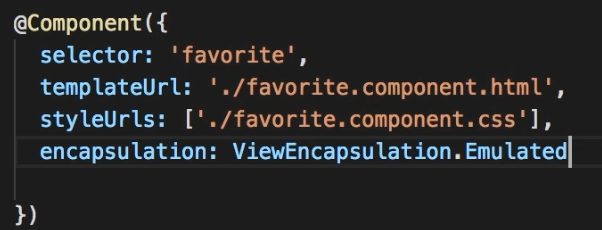 @Component({
  selector: 'favorite',
  templateUrl: './favorite.component.html',
  styleUrls: ['./favorite.component.css'],
  encapsulation: ViewEncapsulation.Emulated
})